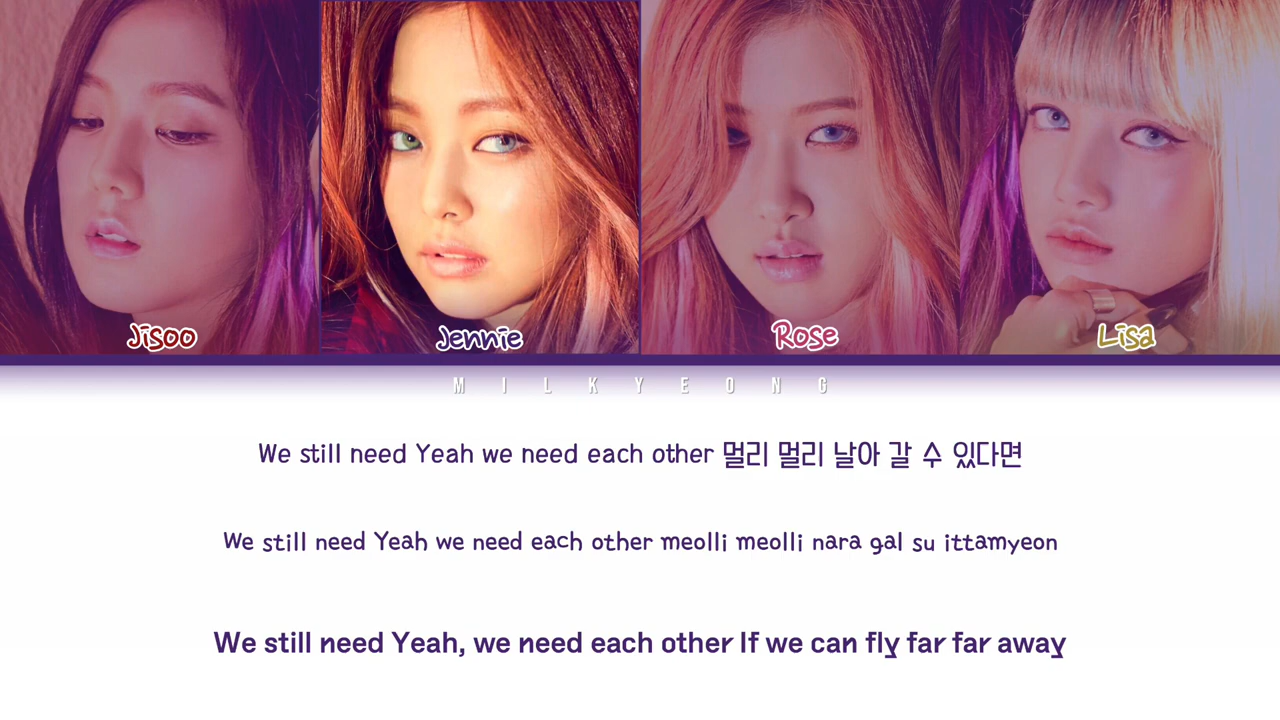 Jisoo
Jennie
Rose
Lisa
MILKYEONG
We still need Yeah we need each other 멀리 멀리 날아 갈 수 있다면
We still need Yeah we need each other meolli meolli nara gal su ittamyeon
We still need Yeah, we need each other If we can fly far far away